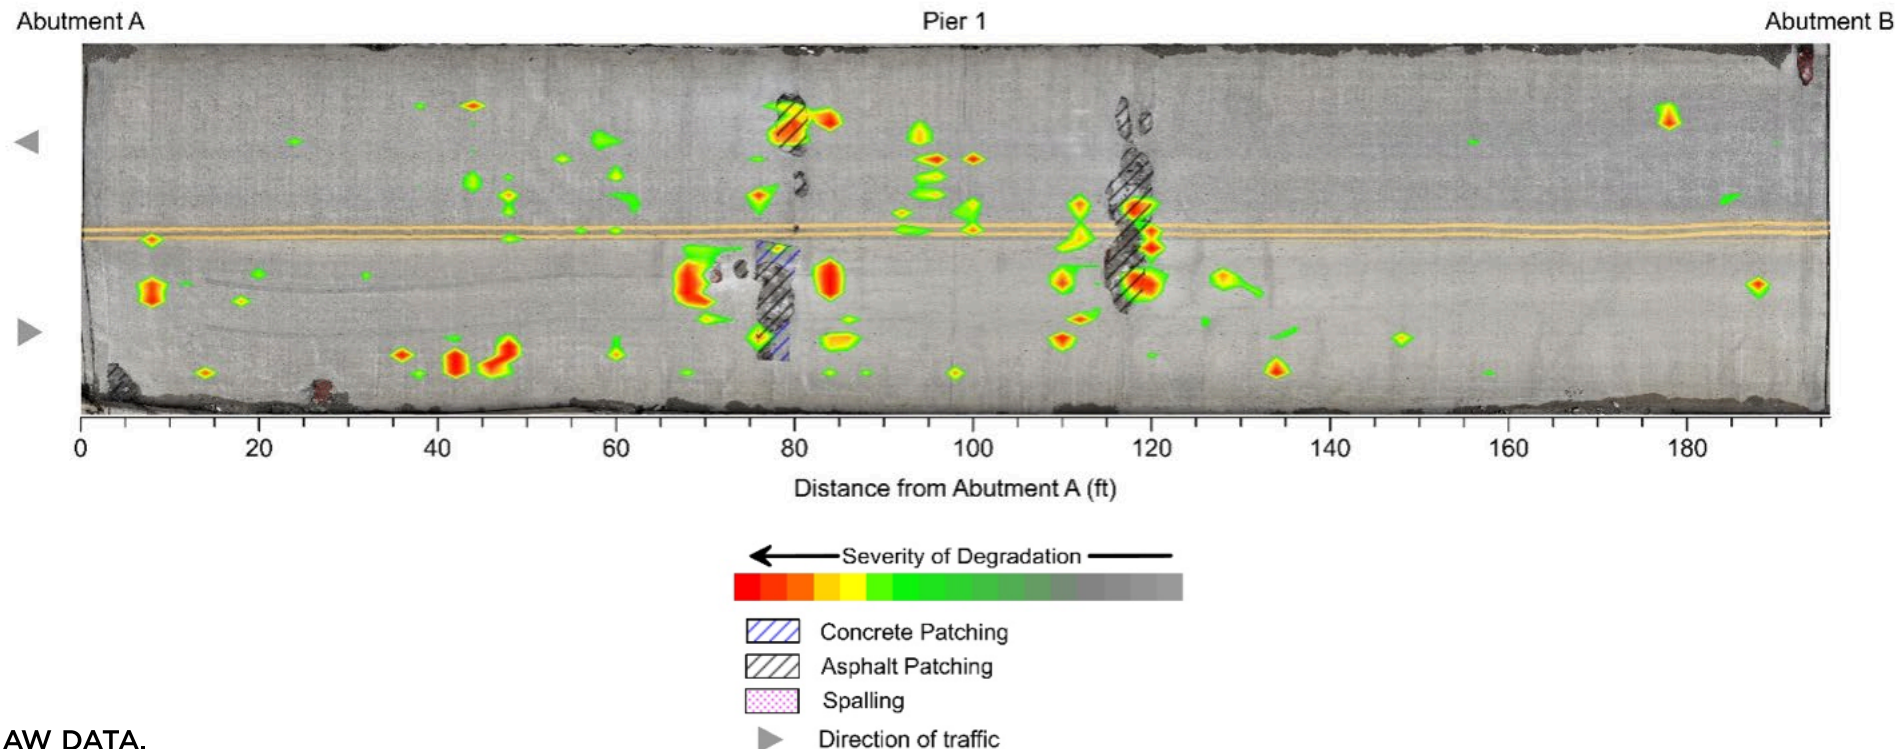 Abutment A Pier 1 Abutment B
0 20 40 60 80 100 120 140 160 180
Distance from Abutment A (ft)
Severity of Degradation
Concrete Patching
Asphalt Patching
Spalling
AW DATA.
Direction of traffic